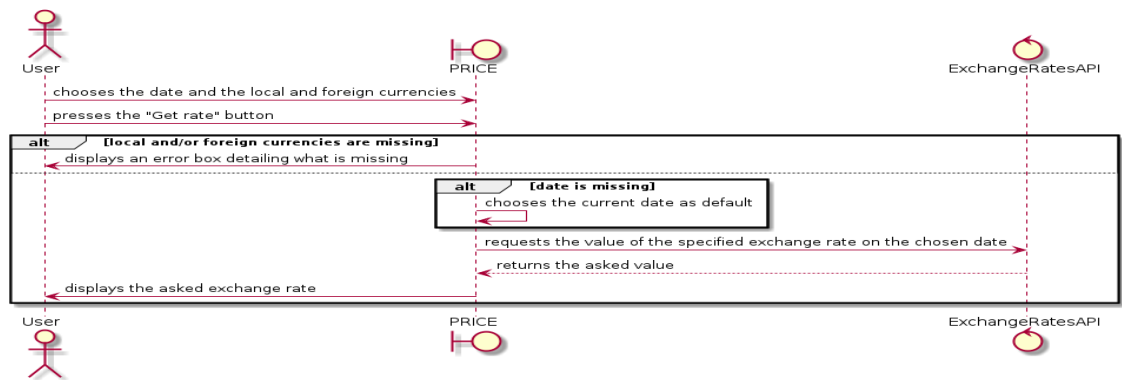 User PRICE ExchangeRatesAPI
chooses the date and the local and foreign currencies
presses the "Get rate" button
alt [local and/or foreign currencies are missing]
displays an error box detailing what is missing
alt [date is missing]
chooses the current date as default
requests the value of the specified exchange rate on the chosen date
returns the asked value
displays the asked exchange rate
User PRICE ExchangeRatesAPI